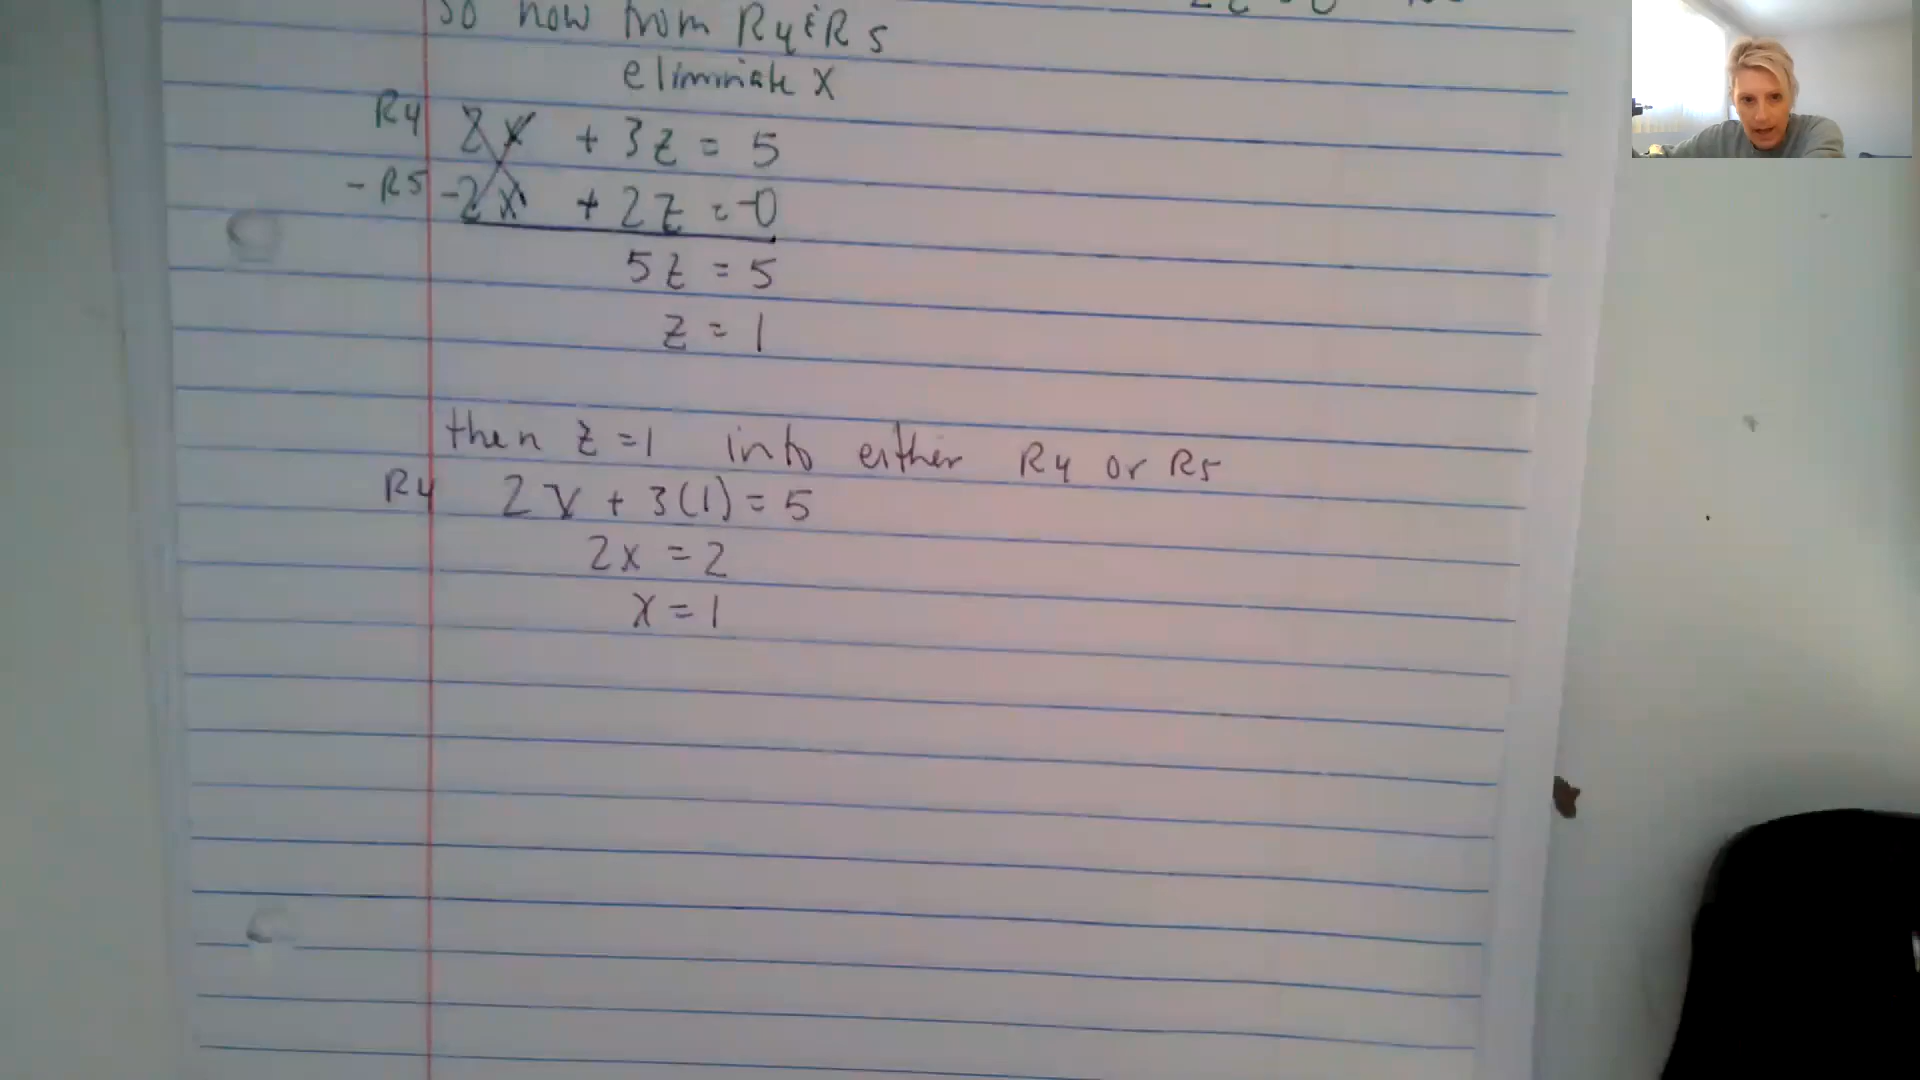 so now from R4 & R5
eliminate x
R4 2x + 3z = 5
-R5 -2x + 2z = -0
5z = 5
z = 1
then z = 1 into either R4 or R5
R4 2x + 3(1) = 5
2x = 2
x = 1